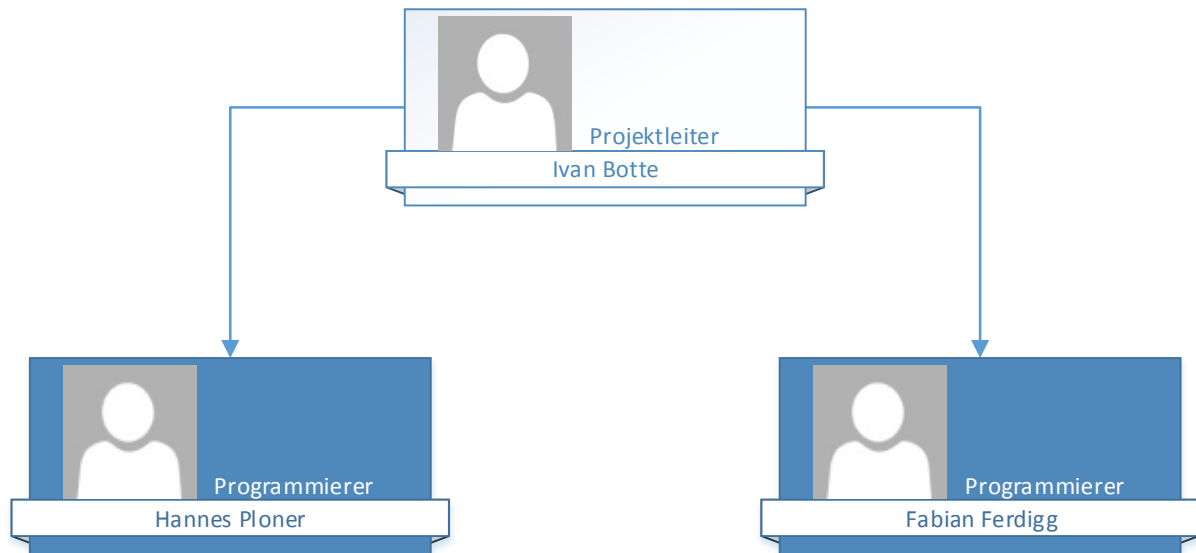 Projektleiter
Ivan Botte
Programmierer
Hannes Ploner
Programmierer
Fabian Ferdigg